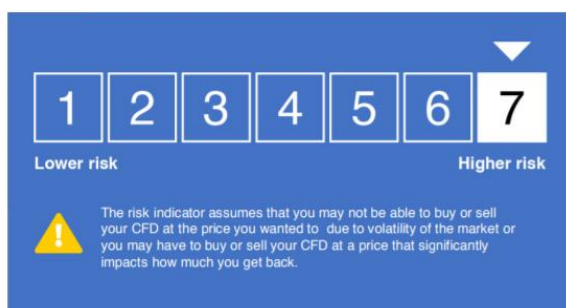 1 2 3 4 5 6 7
Lower risk Higher risk
The risk indicator assumes that you may not be able to buy or sell
your CFD at the price you wanted to due to volatility of the market or
you may have to buy or sell your CFD at a price that significantly
impacts how much you get back.